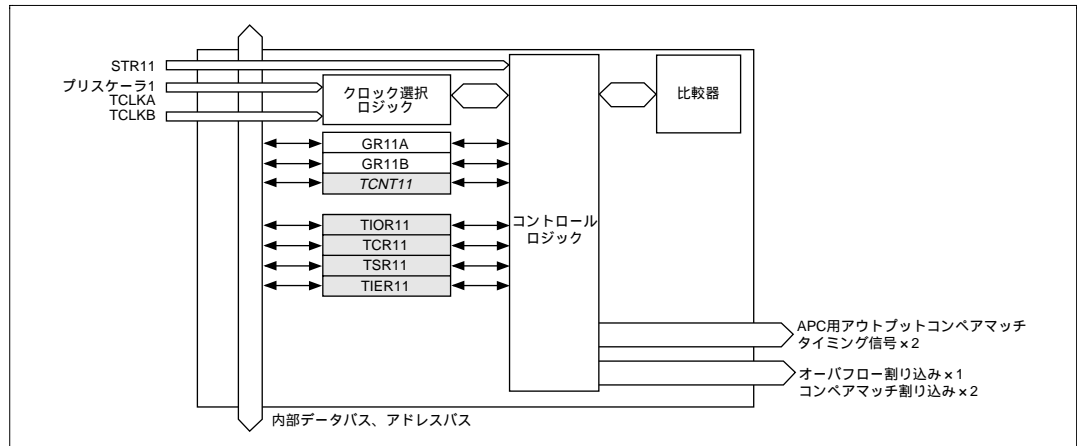 STR11
プリスケーラ1
TCLKA
TCLKB
クロック選択
ロジック
比較器
GR11A
GR11B
TCNT11
TIOR11
TCR11
TSR11
TIER11
コントロール
ロジック
APC用アウトプットコンペアマッチ
タイミング信号×2
オーバフロー割り込み×1
コンペアマッチ割り込み×2
内部データバス、アドレスバス